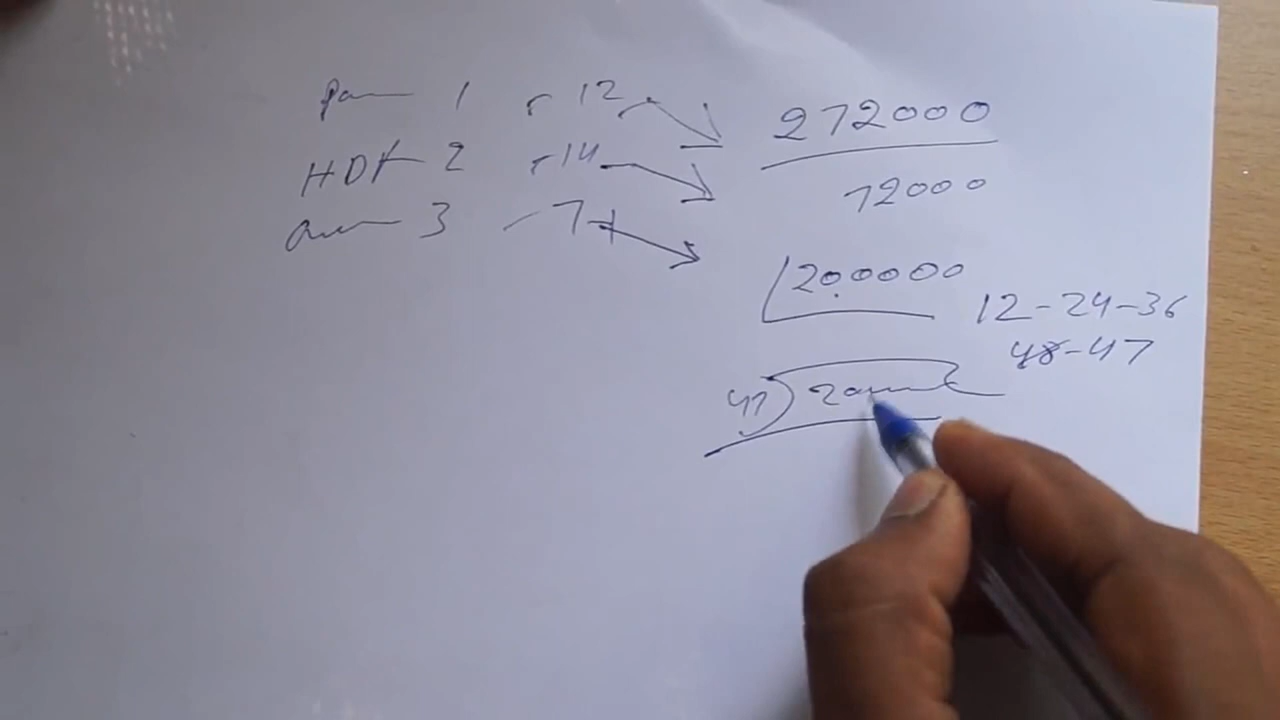 1 r 12 272000
HDF 2 r 14 72000
3 - 7
200000
12-24-36
48-47
47)